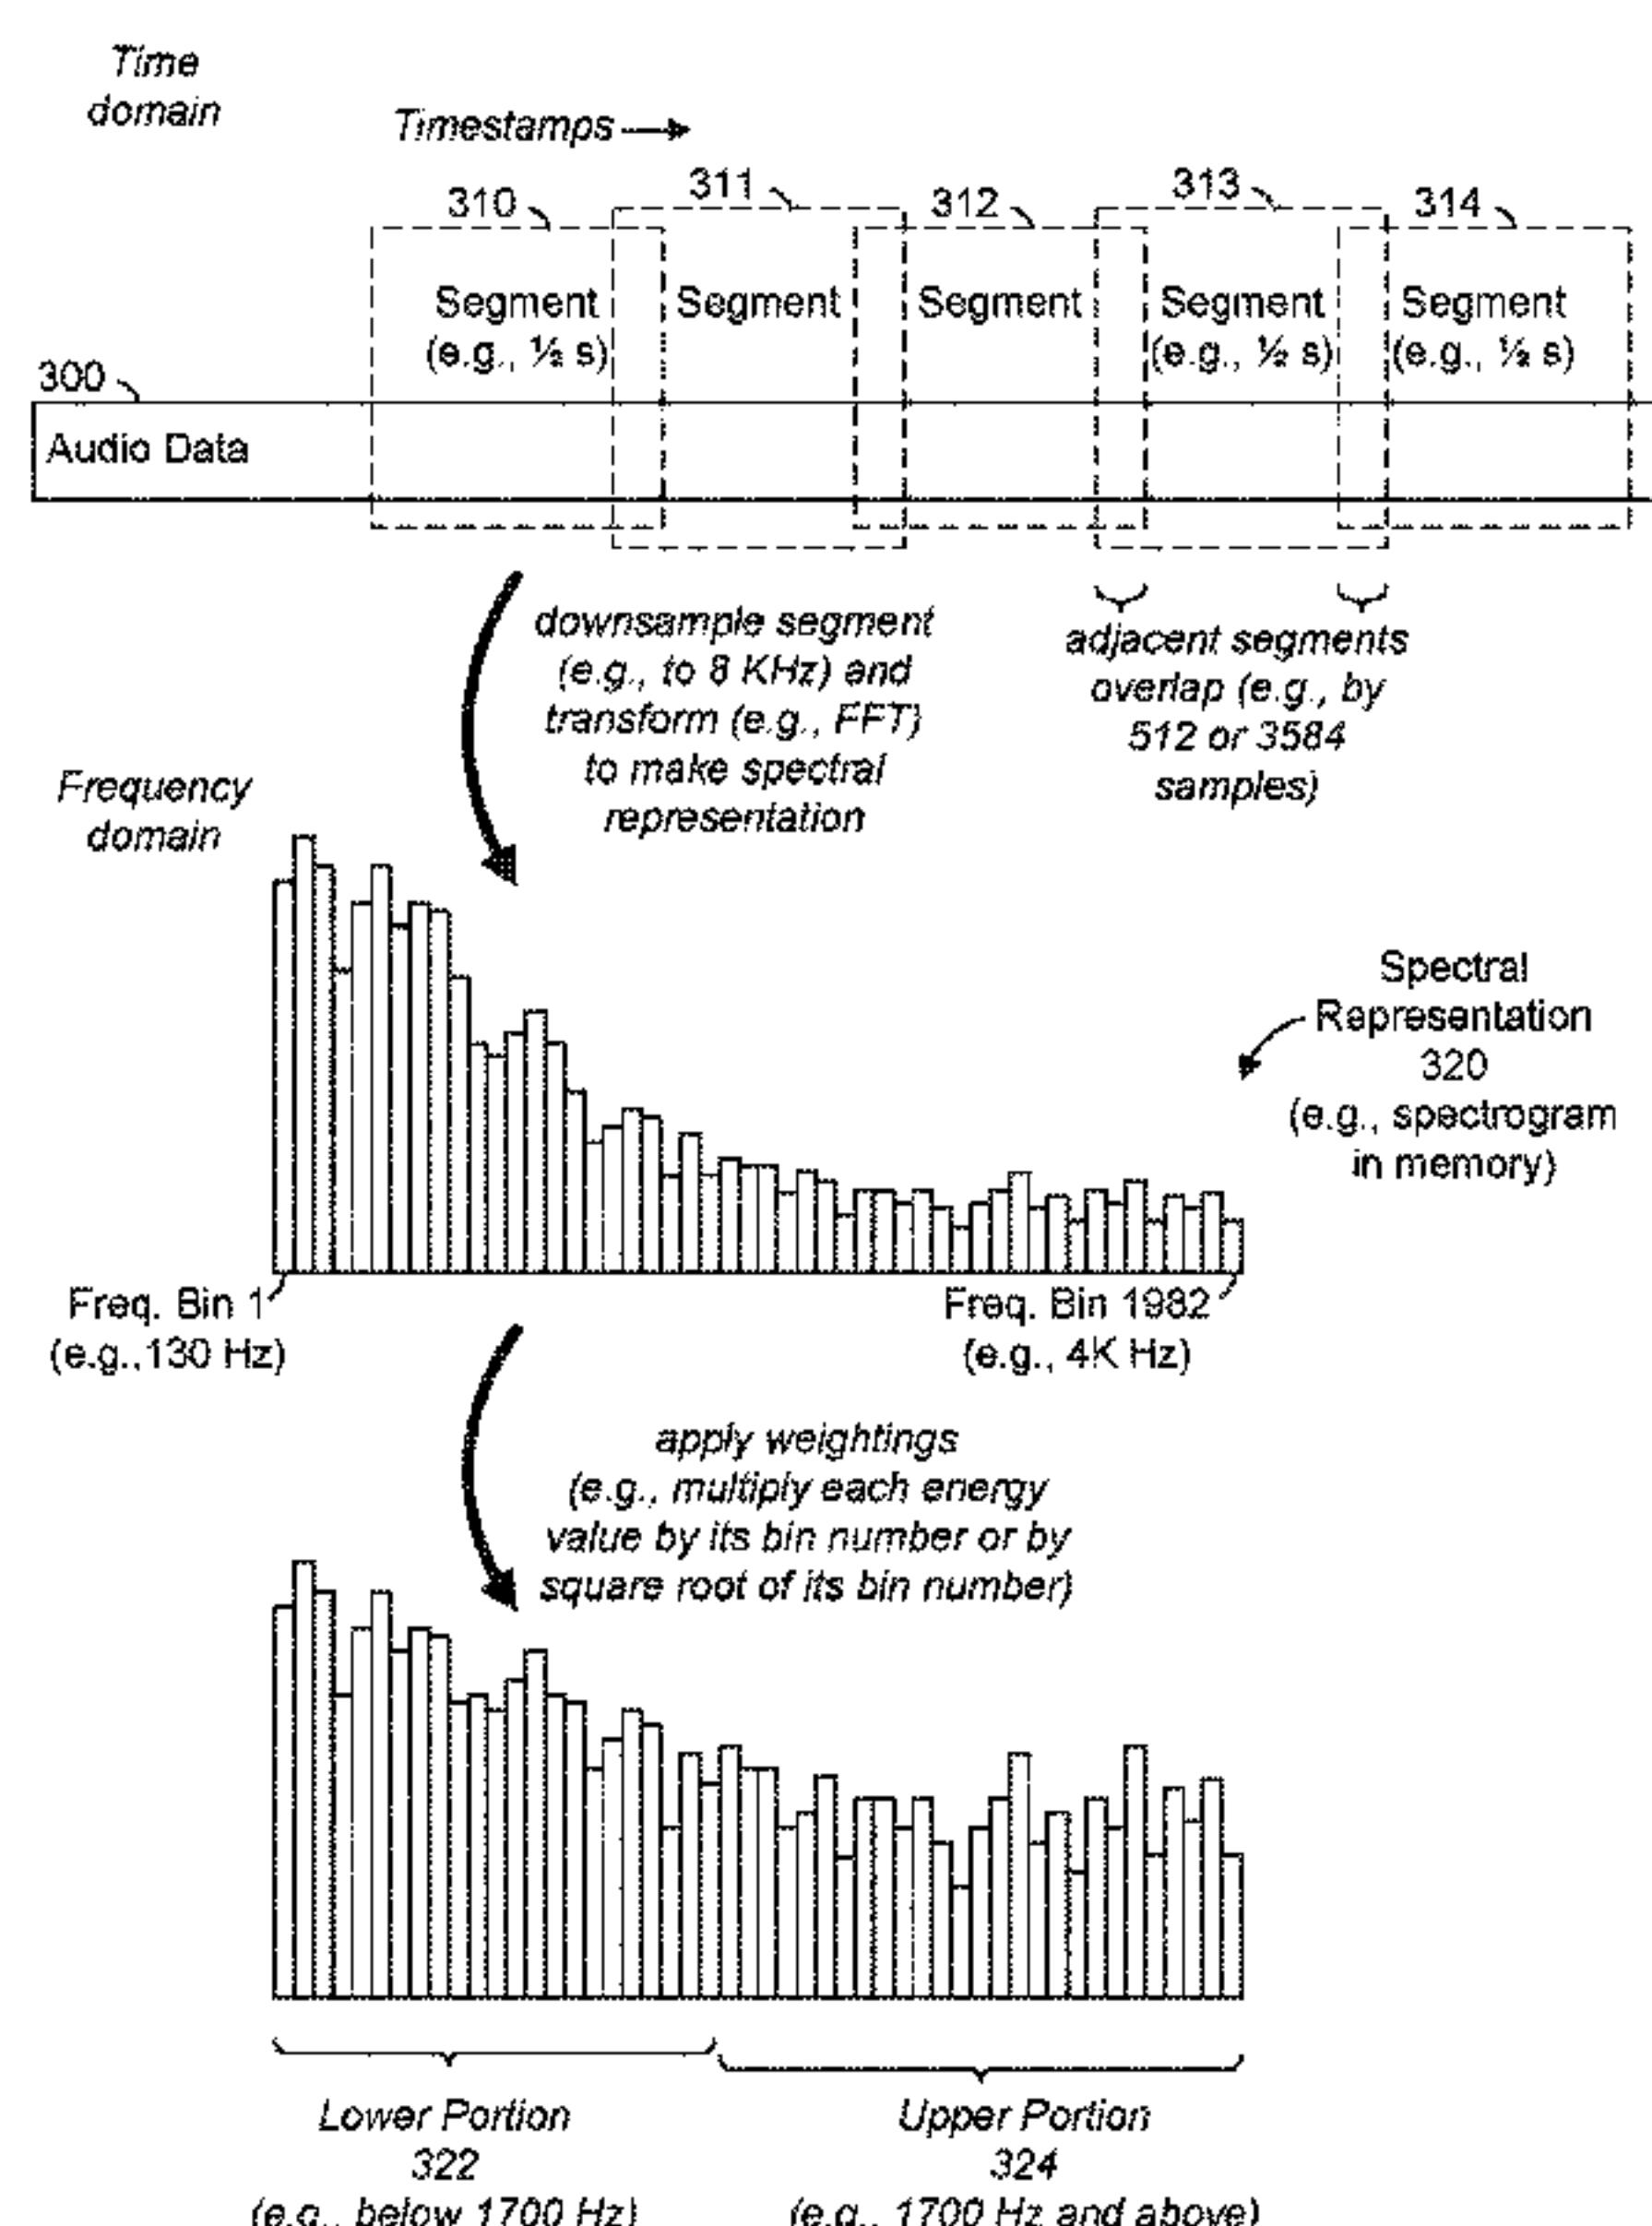 Time
domain
Timestamps
310
311
312
313
314
Segment
(e.g., ½ s)
Segment
Segment
Segment
(e.g., ½ s)
Segment
(e.g., ½ s)
300
Audio Data
downsample segment
(e.g., to 8 KHz) and
transform (e.g., FFT)
to make spectral
representation
adjacent segments
overlap (e.g., by
512 or 3584
samples)
Frequency
domain
Spectral
Representation
320
(e.g., spectrogram
in memory)
Freq. Bin 1
(e.g.,130 Hz)
Freq. Bin 1982
(e.g., 4K Hz)
apply weightings
(e.g., multiply each energy
value by its bin number or by
square root of its bin number)
Lower Portion
322
(e.g., below 1700 Hz)
Upper Portion
324
(e.g., 1700 Hz and above)